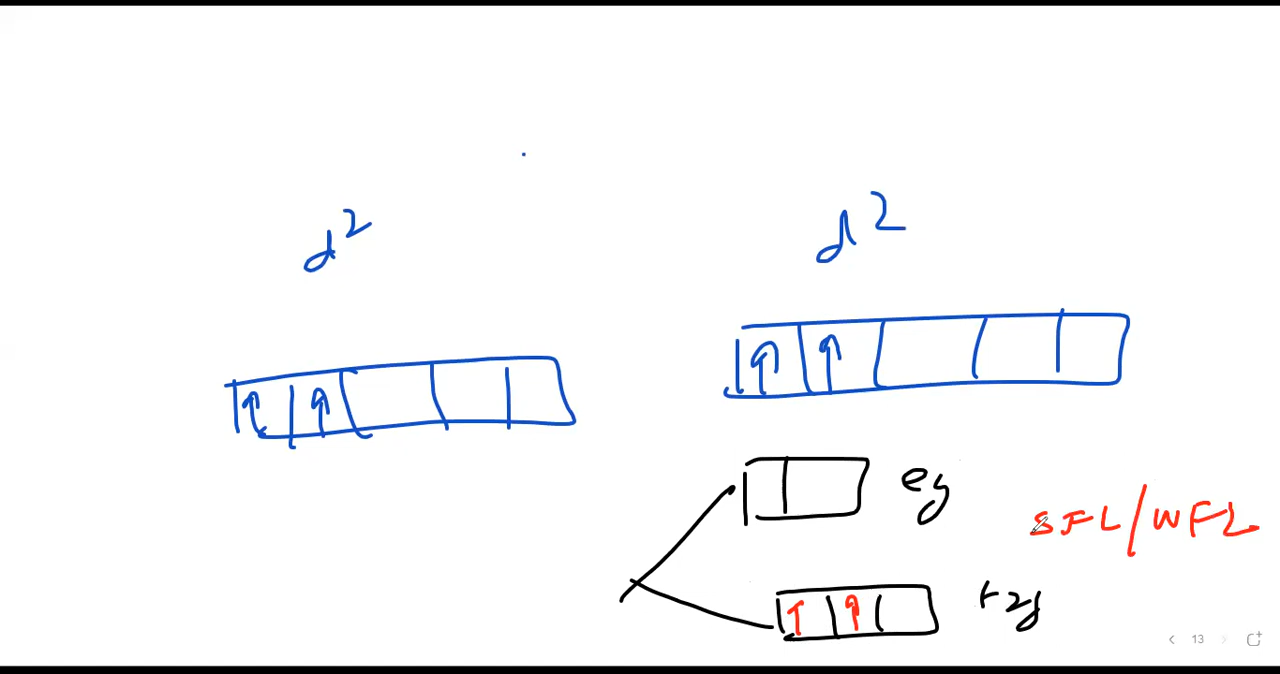 d²
d²
eg
SFL/WFL
t2g
13